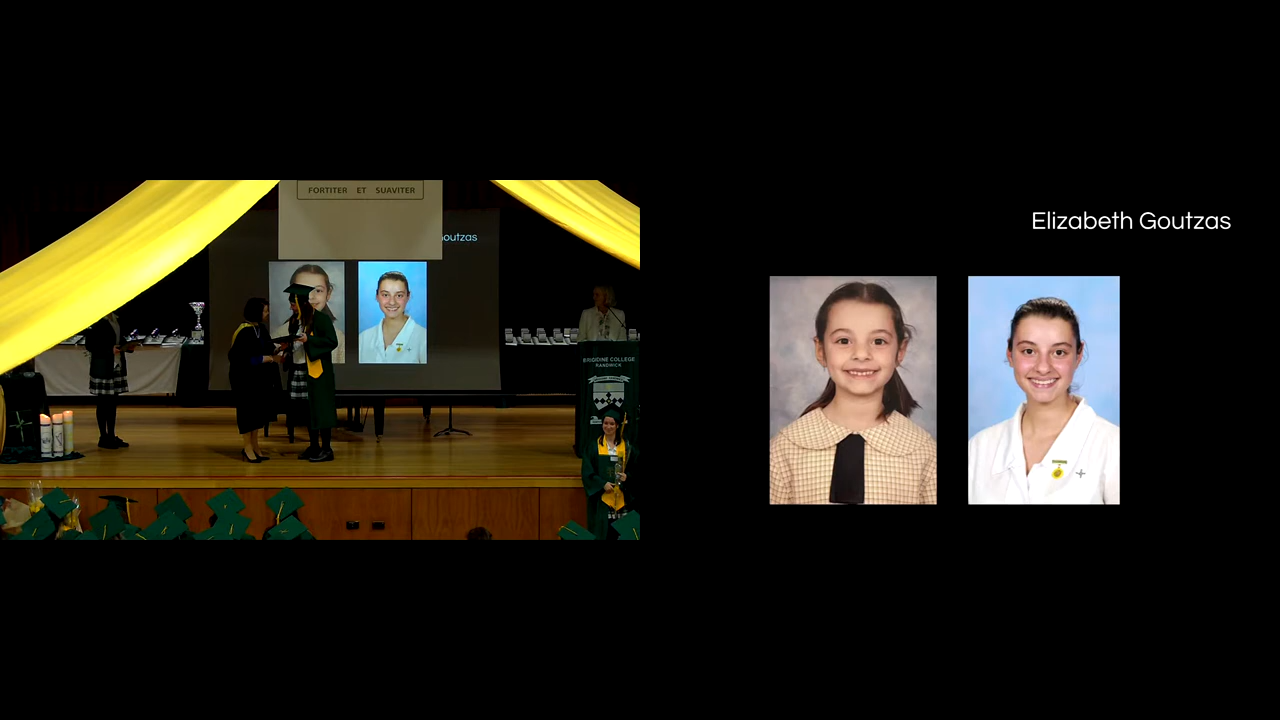 FORTITER ET SUAVITER
outzas
BRIGIDINE COLLEGE
RANDWICK
Elizabeth Goutzas